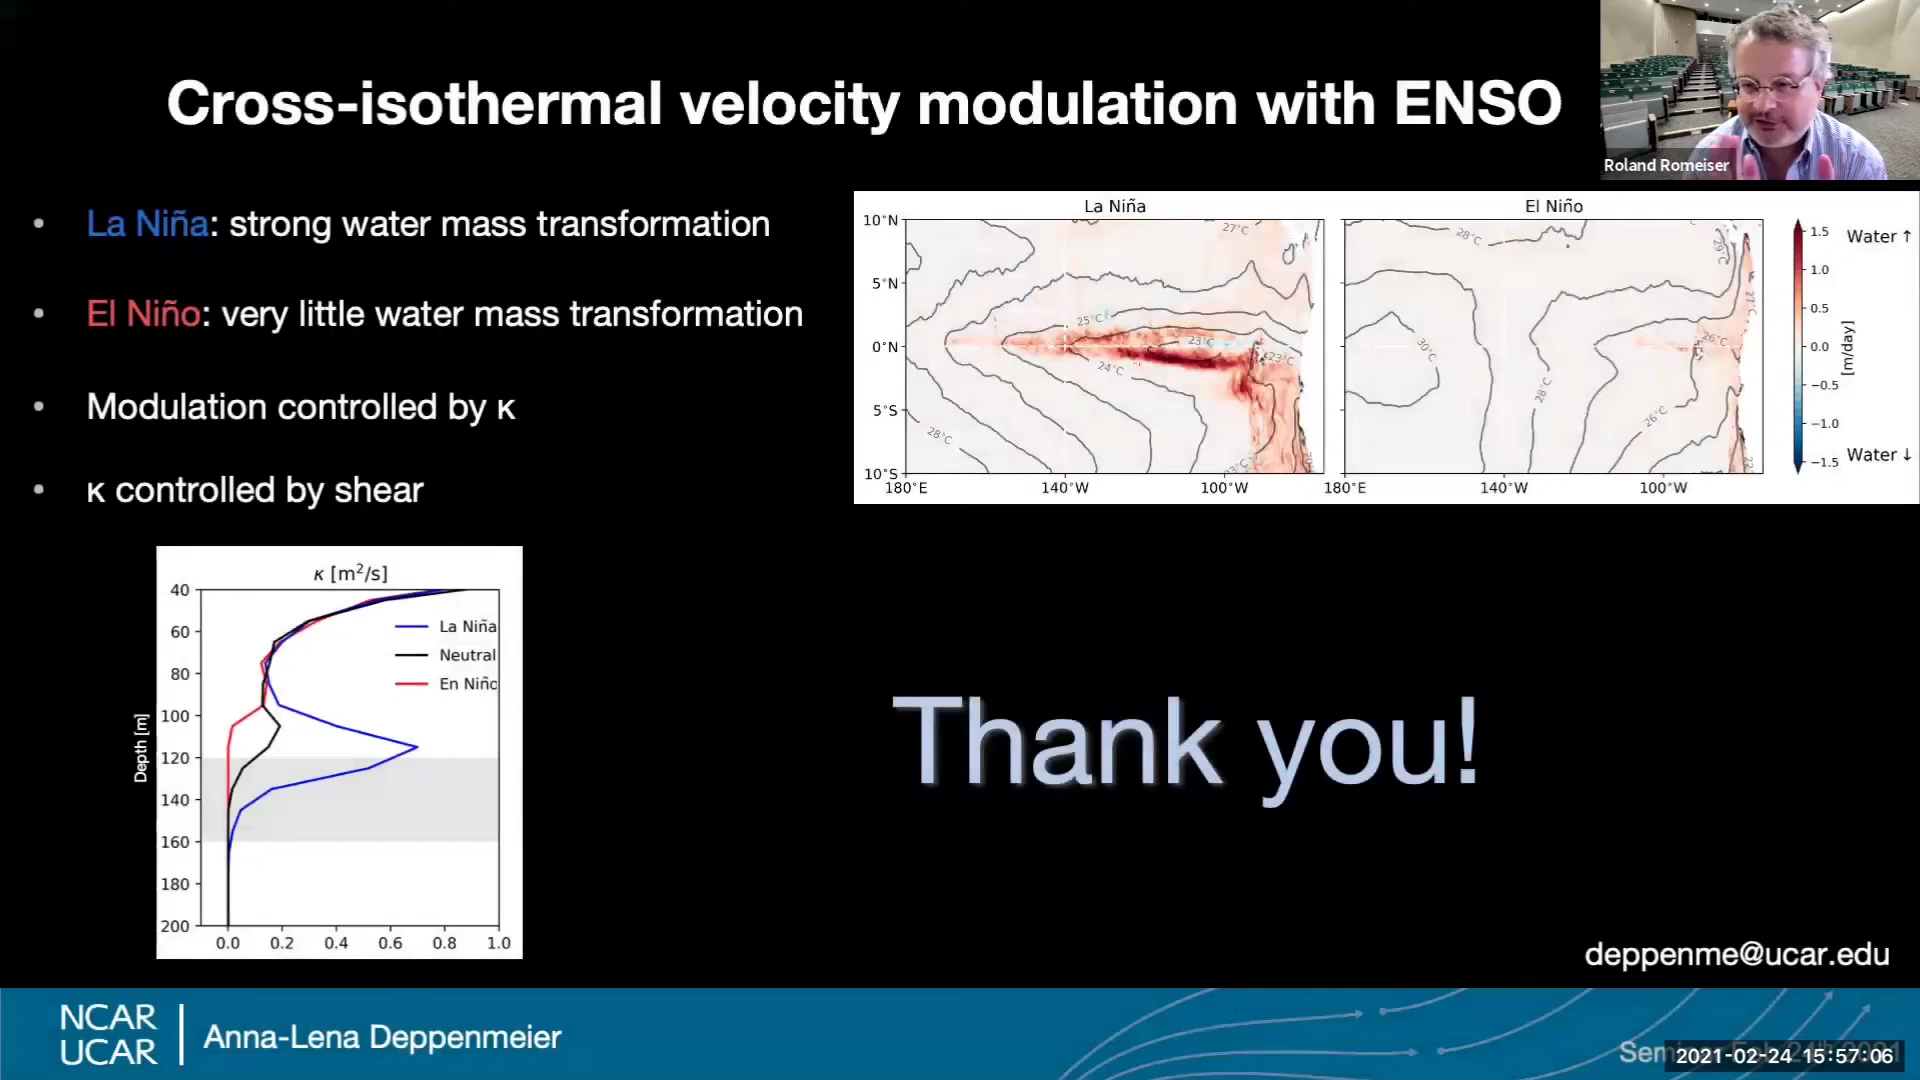 Cross-isothermal velocity modulation with ENSO
Roland Romeiser
• La Niña: strong water mass transformation
• El Niño: very little water mass transformation
• Modulation controlled by κ
• κ controlled by shear
La Niña
El Niño
10°N
5°N
0°N
5°S
10°S
180°E
140°W
100°W
180°E
140°W
100°W
27°C
25°C
23°C
23°C
24°C
28°C
28°C
29°C
27°C
30°C
26°C
28°C
26°C
1.5
1.0
0.5
0.0
−0.5
−1.0
−1.5
[m/day]
Water ↑
Water ↓
κ [m²/s]
La Niña
Neutral
En Niño
Depth [m]
40
60
80
100
120
140
160
180
200
0.0 0.2 0.4 0.6 0.8 1.0
Thank you!
deppenme@ucar.edu
NCAR
UCAR
Anna-Lena Deppenmeier
2021-02-24 15:57:06